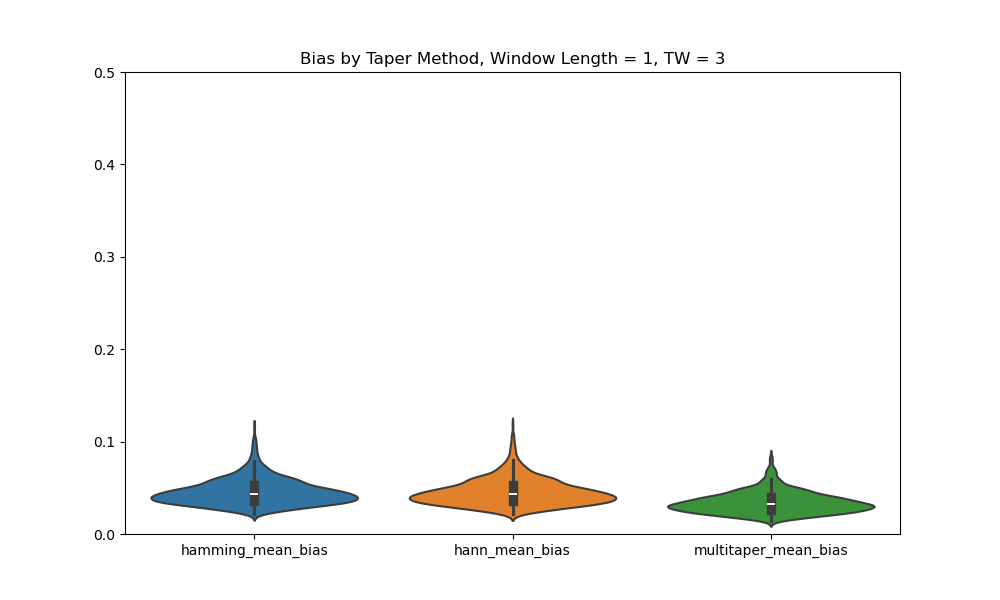 Bias by Taper Method, Window Length = 1, TW = 3
0.5
0.4
0.3
0.2
0.1
0.0
hamming_mean_bias
hann_mean_bias
multitaper_mean_bias